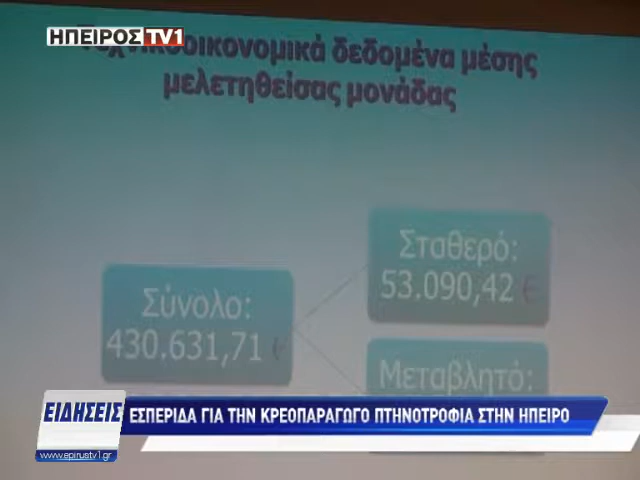 ΗΠΕΙΡΟΣ TV1
Τεχνικοοικονομικά δεδομένα μέσης
μελετηθείσας μονάδας
Σταθερό:
53.090,42 €
Σύνολο:
430.631,71 €
Μεταβλητό:
ΕΙΔΗΣΕΙΣ
ΕΣΠΕΡΙΔΑ ΓΙΑ ΤΗΝ ΚΡΕΟΠΑΡΑΓΩΓΟ ΠΤΗΝΟΤΡΟΦΙΑ ΣΤΗΝ ΗΠΕΙΡΟ
www.epirustv1.gr